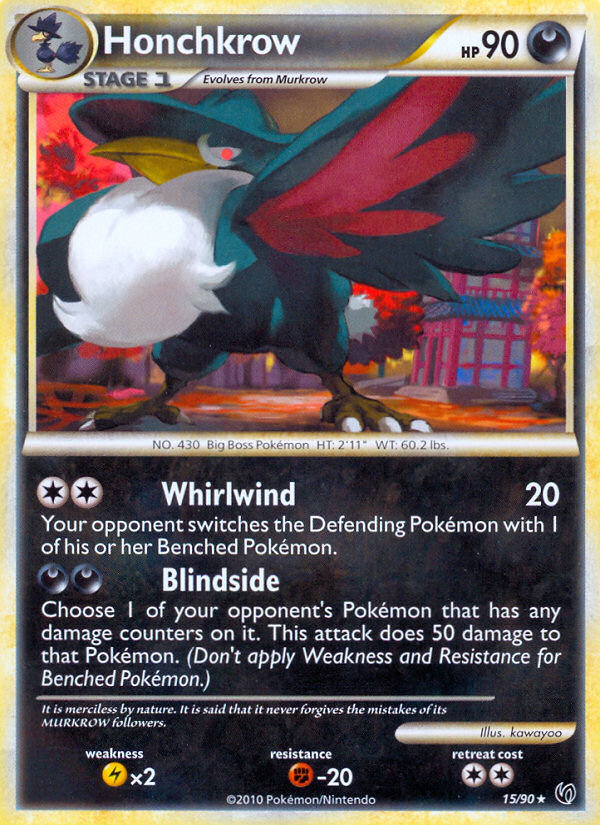 Honchkrow
HP 90
STAGE 1
Evolves from Murkrow
NO. 430 Big Boss Pokémon HT: 2'11" WT: 60.2 lbs.
Whirlwind 20
Your opponent switches the Defending Pokémon with 1
of his or her Benched Pokémon.
Blindside
Choose 1 of your opponent's Pokémon that has any
damage counters on it. This attack does 50 damage to
that Pokémon. (Don't apply Weakness and Resistance for
Benched Pokémon.)
It is merciless by nature. It is said that it never forgives the mistakes of its
MURKROW followers.
Illus. kawayoo
weakness resistance retreat cost
×2 -20
©2010 Pokémon/Nintendo 15/90 ★